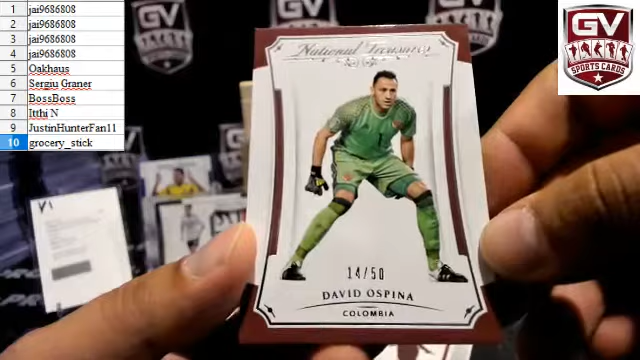 1 jai9686808
2 jai9686808
3 jai9686808
4 jai9686808
5 Oakhaus
6 Sergiu Graner
7 BossBoss
8 Itthi N
9 JustinHunterFan11
10 grocery_stick
GV
SPORTS CARDS
National Treasures
14/50
DAVID OSPINA
COLOMBIA